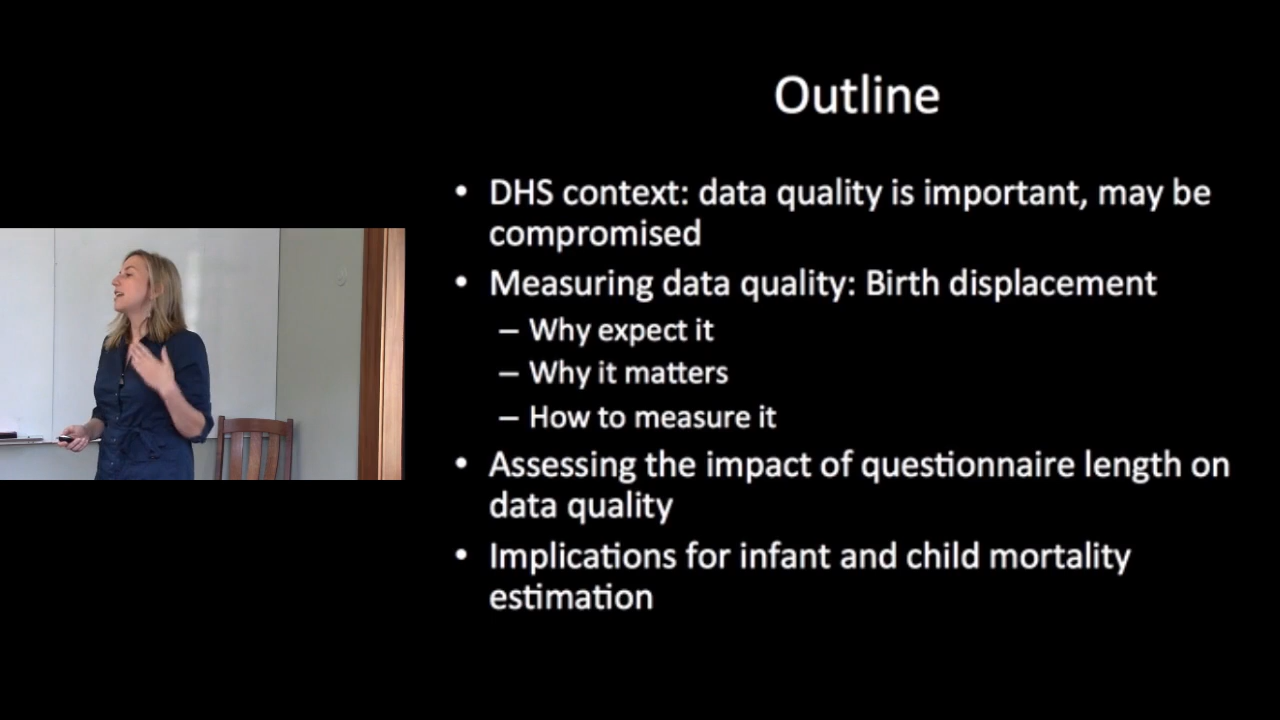 Outline
• DHS context: data quality is important, may be
compromised
• Measuring data quality: Birth displacement
– Why expect it
– Why it matters
– How to measure it
• Assessing the impact of questionnaire length on
data quality
• Implications for infant and child mortality
estimation